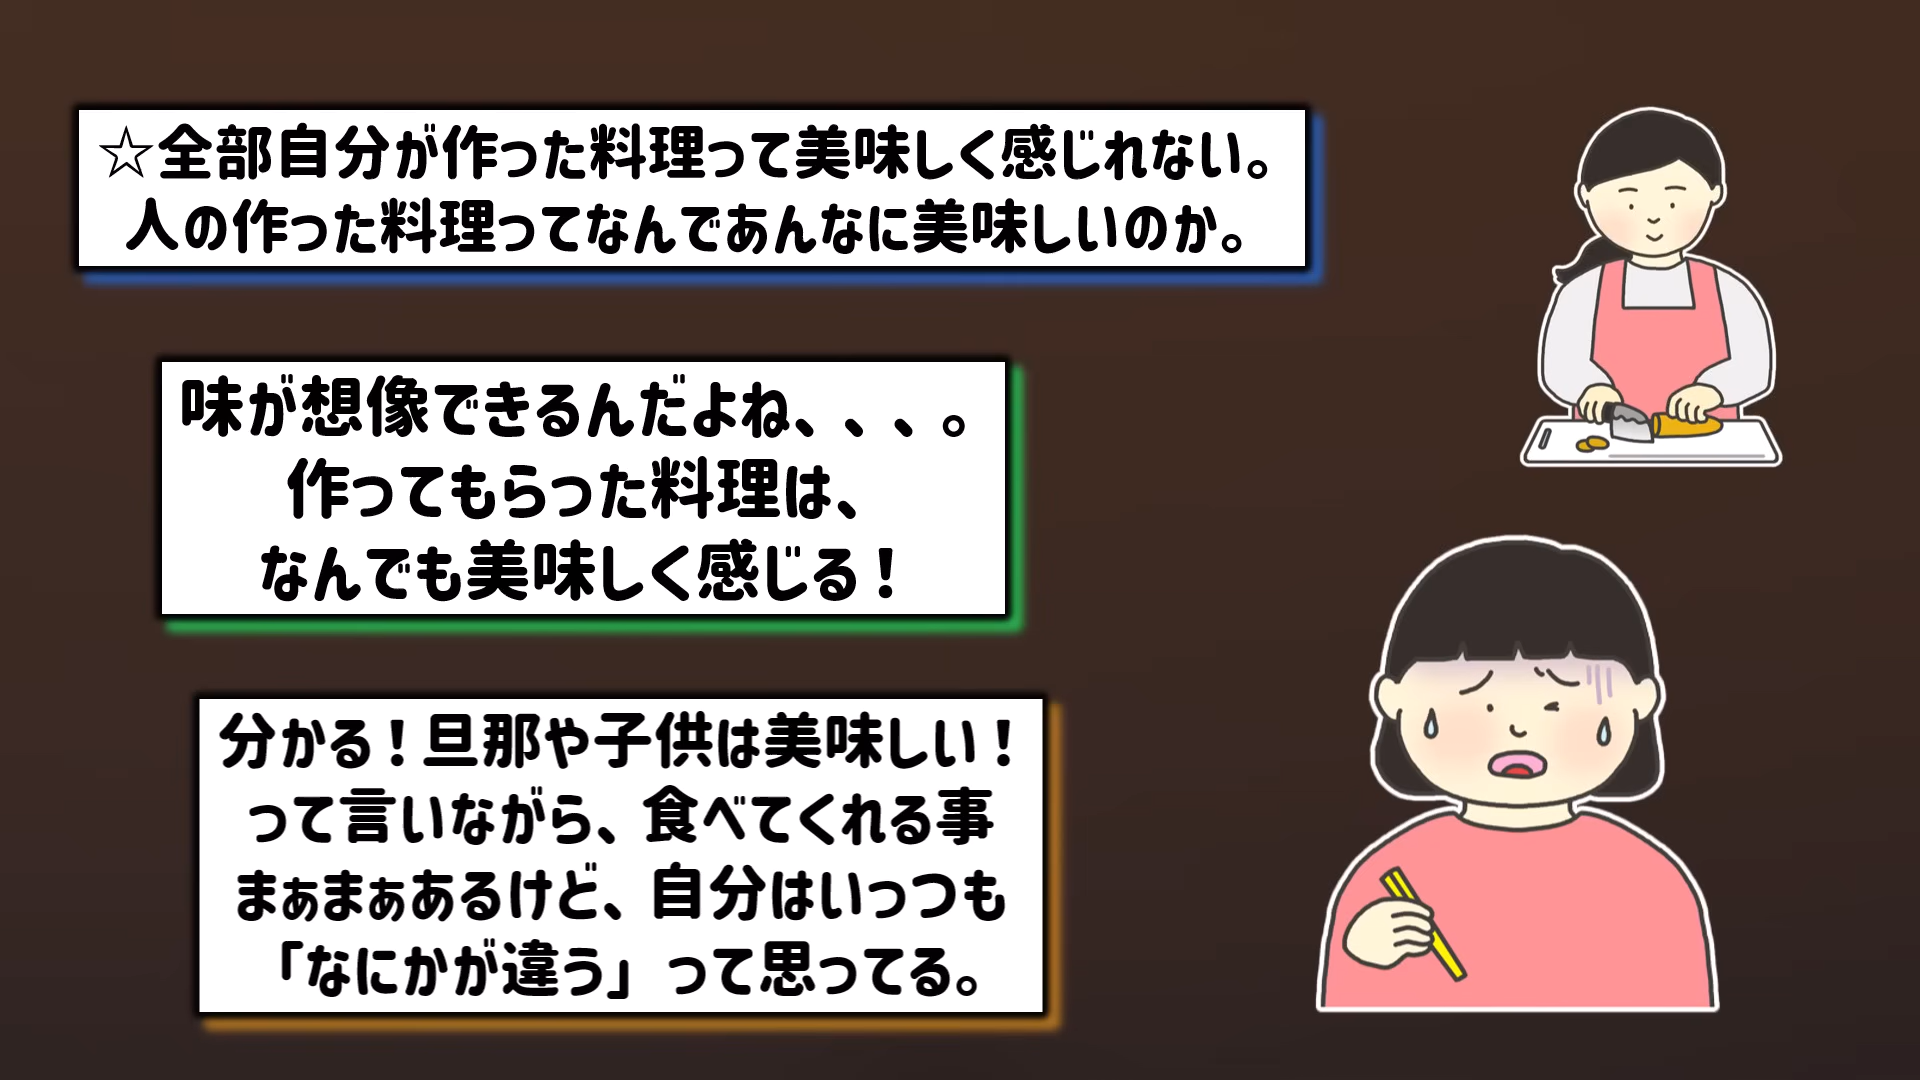 ☆全部自分が作った料理って美味しく感じれない。
人の作った料理ってなんであんなに美味しいのか。
味が想像できるんだよね、、、。
作ってもらった料理は、
なんでも美味しく感じる！
分かる！旦那や子供は美味しい！
って言いながら、食べてくれる事
まぁまぁあるけど、自分はいっつも
「なにかが違う」って思ってる。